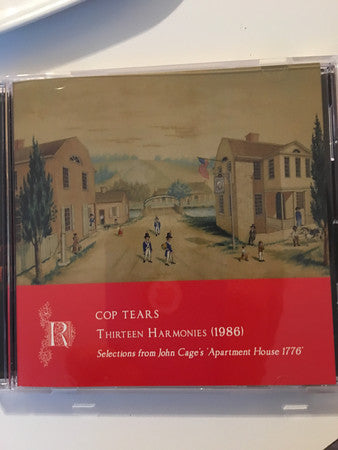 R
COP TEARS
THIRTEEN HARMONIES (1986)
Selections from John Cage's 'Apartment House 1776'